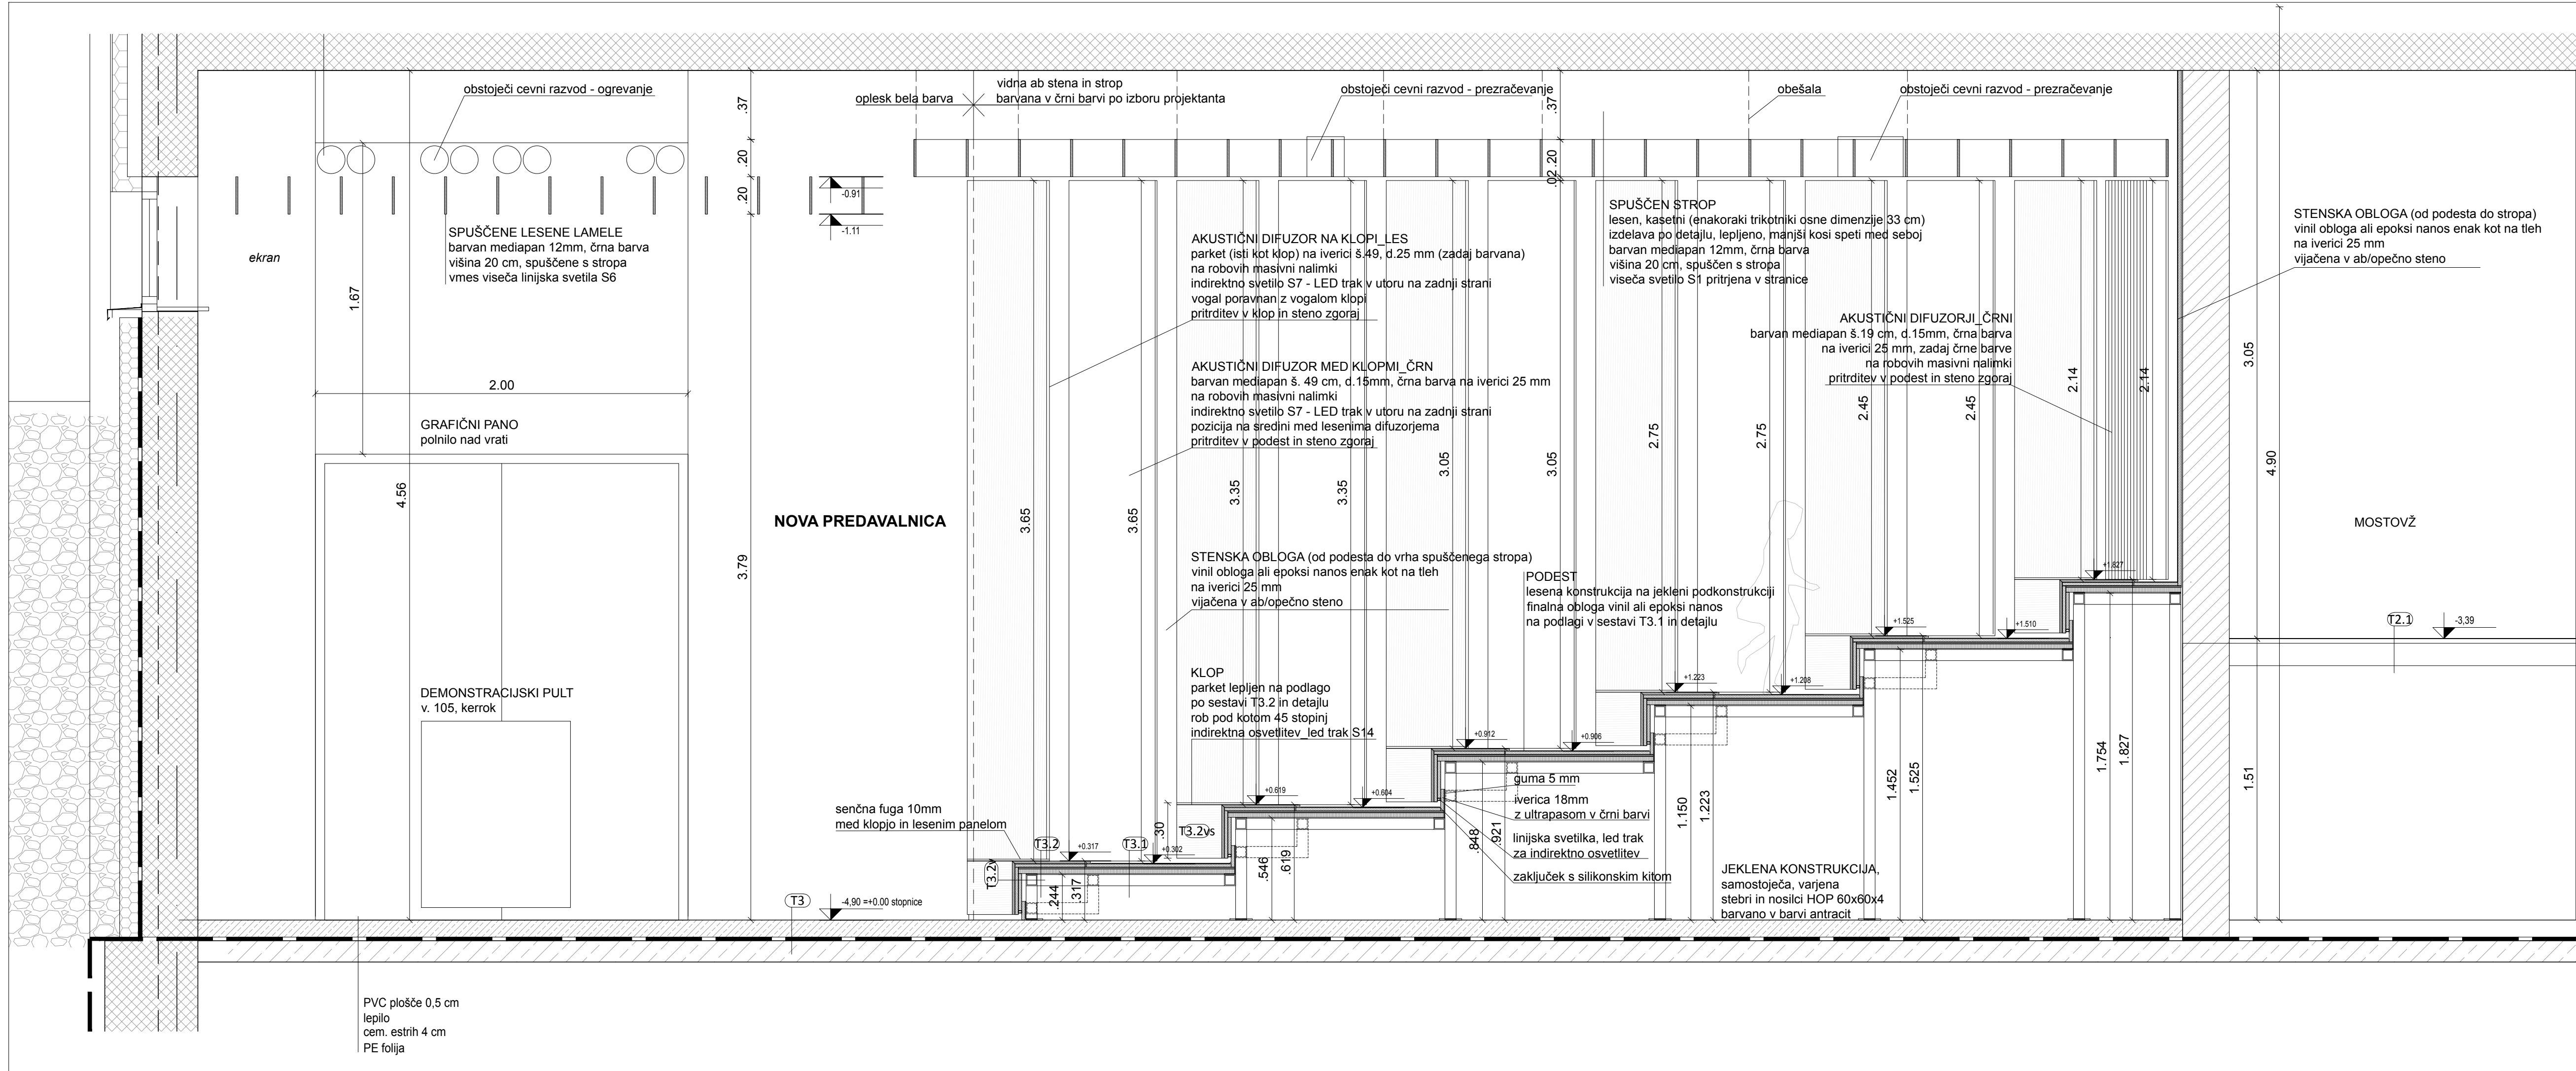 obstoječi cevni razvod - ogrevanje
oplesk bela barva
vidna ab stena in strop
barvana v črni barvi po izboru projektanta
obstoječi cevni razvod - prezračevanje
obešala
obstoječi cevni razvod - prezračevanje
.37
.20
.20
.37
.20
.02
-0.91
-1.11
ekran
SPUŠČENE LESENE LAMELE
barvan mediapan 12mm, črna barva
višina 20 cm, spuščene s stropa
vmes viseča linijska svetila S6
1.67
2.00
GRAFIČNI PANO
polnilo nad vrati
4.56
3.79
NOVA PREDAVALNICA
DEMONSTRACIJSKI PULT
v. 105, kerrok
AKUSTIČNI DIFUZOR NA KLOPI_LES
parket (isti kot klop) na iverici š.49, d.25 mm (zadaj barvana)
na robovih masivni nalimki
indirektno svetilo S7 - LED trak v utoru na zadnji strani
vogal poravnan z vogalom klopi
pritrditev v klop in steno zgoraj
AKUSTIČNI DIFUZOR MED KLOPMI_ČRN
barvan mediapan š. 49 cm, d.15mm, črna barva na iverici 25 mm
na robovih masivni nalimki
indirektno svetilo S7 - LED trak v utoru na zadnji strani
pozicija na sredini med lesenima difuzorjema
pritrditev v podest in steno zgoraj
SPUŠČEN STROP
lesen, kasetni (enakoraki trikotniki osne dimenzije 33 cm)
izdelava po detajlu, lepljeno, manjši kosi speti med seboj
barvan mediapan 12mm, črna barva
višina 20 cm, spuščen s stropa
viseča svetilo S1 pritrjena v stranice
AKUSTIČNI DIFUZORJI_ČRNI
barvan mediapan š.19 cm, d.15mm, črna barva
na iverici 25 mm, zadaj črne barve
na robovih masivni nalimki
pritrditev v podest in steno zgoraj
STENSKA OBLOGA (od podesta do stropa)
vinil obloga ali epoksi nanos enak kot na tleh
na iverici 25 mm
vijačena v ab/opečno steno
3.65
3.65
3.35
3.35
3.05
3.05
2.75
2.75
2.45
2.45
2.14
2.14
3.05
4.90
1.51
MOSTOVŽ
T2.1
-3,39
STENSKA OBLOGA (od podesta do vrha spuščenega stropa)
vinil obloga ali epoksi nanos enak kot na tleh
na iverici 25 mm
vijačena v ab/opečno steno
PODEST
lesena konstrukcija na jekleni podkonstrukciji
finalna obloga vinil ali epoksi nanos
na podlagi v sestavi T3.1 in detajlu
KLOP
parket lepljen na podlago
po sestavi T3.2 in detajlu
rob pod kotom 45 stopinj
indirektna osvetlitev_led trak S14
senčna fuga 10mm
med klopjo in lesenim panelom
T3.2
T3.1
T3.2vs
T3.2v
.30
+0.317
+0.302
+0.619
+0.604
+0.912
+0.906
+1.223
+1.208
+1.525
+1.510
+1.827
.244
.317
.546
.619
.848
.921
1.150
1.223
1.452
1.525
1.754
1.827
guma 5 mm
iverica 18mm
z ultrapasom v črni barvi
linijska svetilka, led trak
za indirektno osvetlitev
zaključek s silikonskim kitom
JEKLENA KONSTRUKCIJA,
samostoječa, varjena
stebri in nosilci HOP 60x60x4
barvano v barvi antracit
T3
-4,90 =+0.00 stopnice
PVC plošče 0,5 cm
lepilo
cem. estrih 4 cm
PE folija